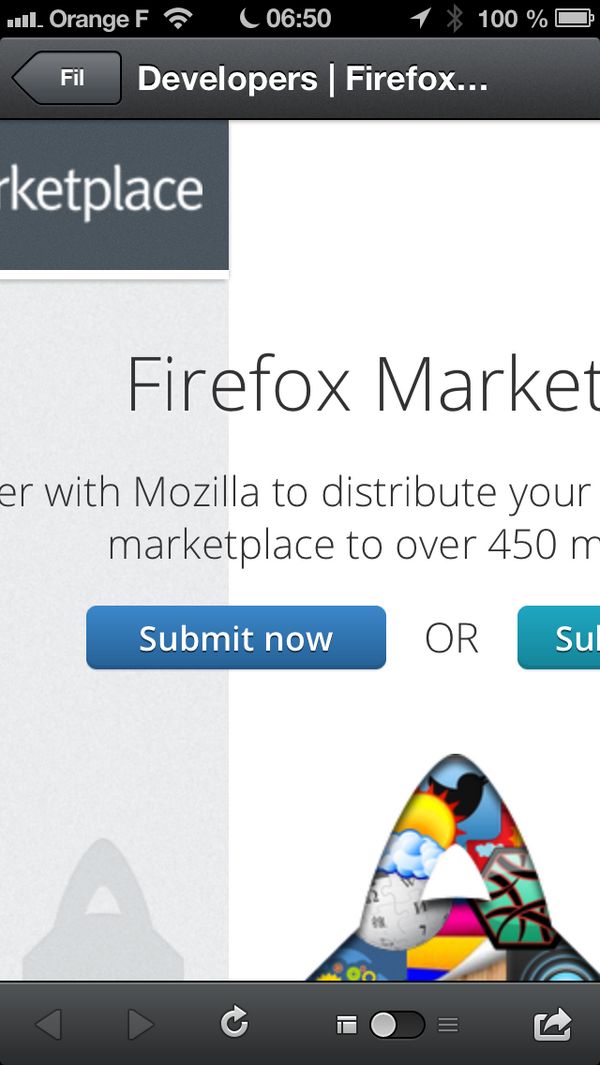 Orange F 06:50 100 %
Fil Developers | Firefox...
rketplace
Firefox Market
er with Mozilla to distribute your
marketplace to over 450 m
Submit now OR Sul